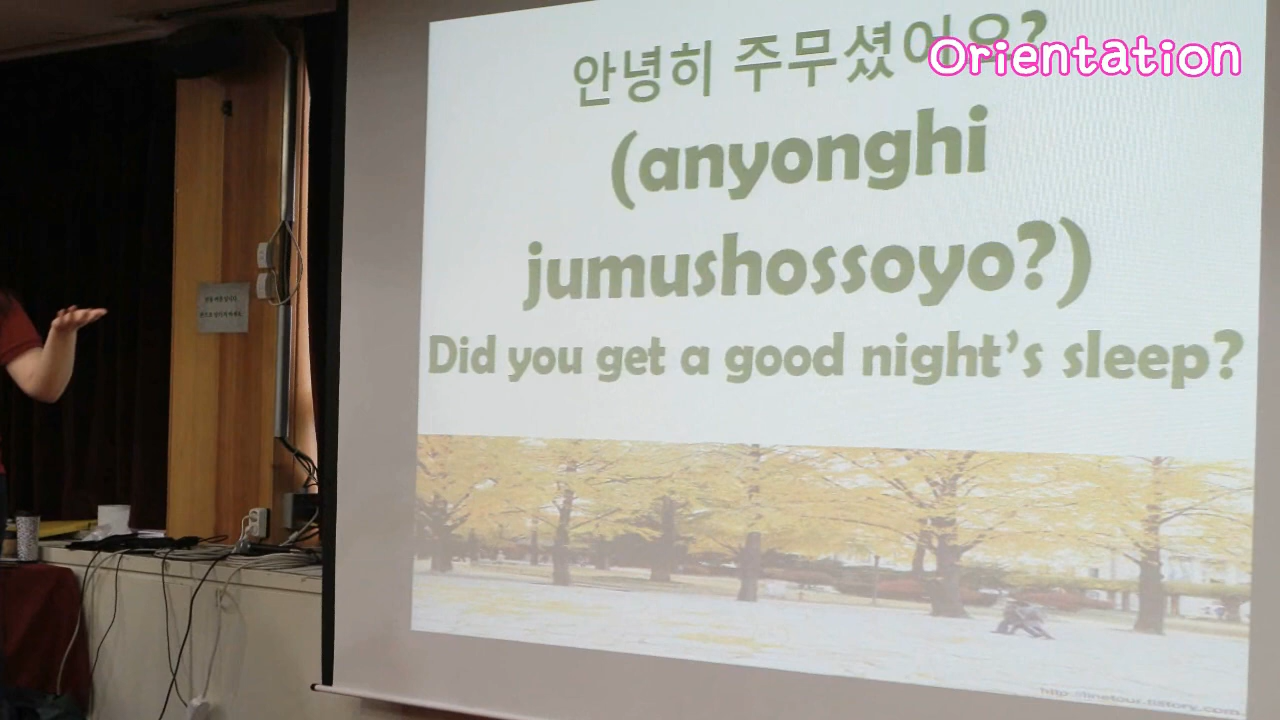 Orientation
안녕히 주무셨어요?
(anyonghi
jumushossoyo?)
Did you get a good night's sleep?